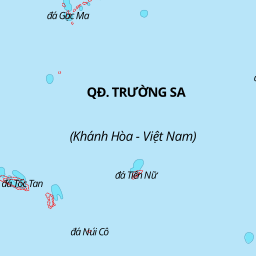 đá Gạc Ma
QĐ. TRƯỜNG SA
(Khánh Hòa - Việt Nam)
đá Tiên Nữ
đá Tốc Tan
đá Núi Cô